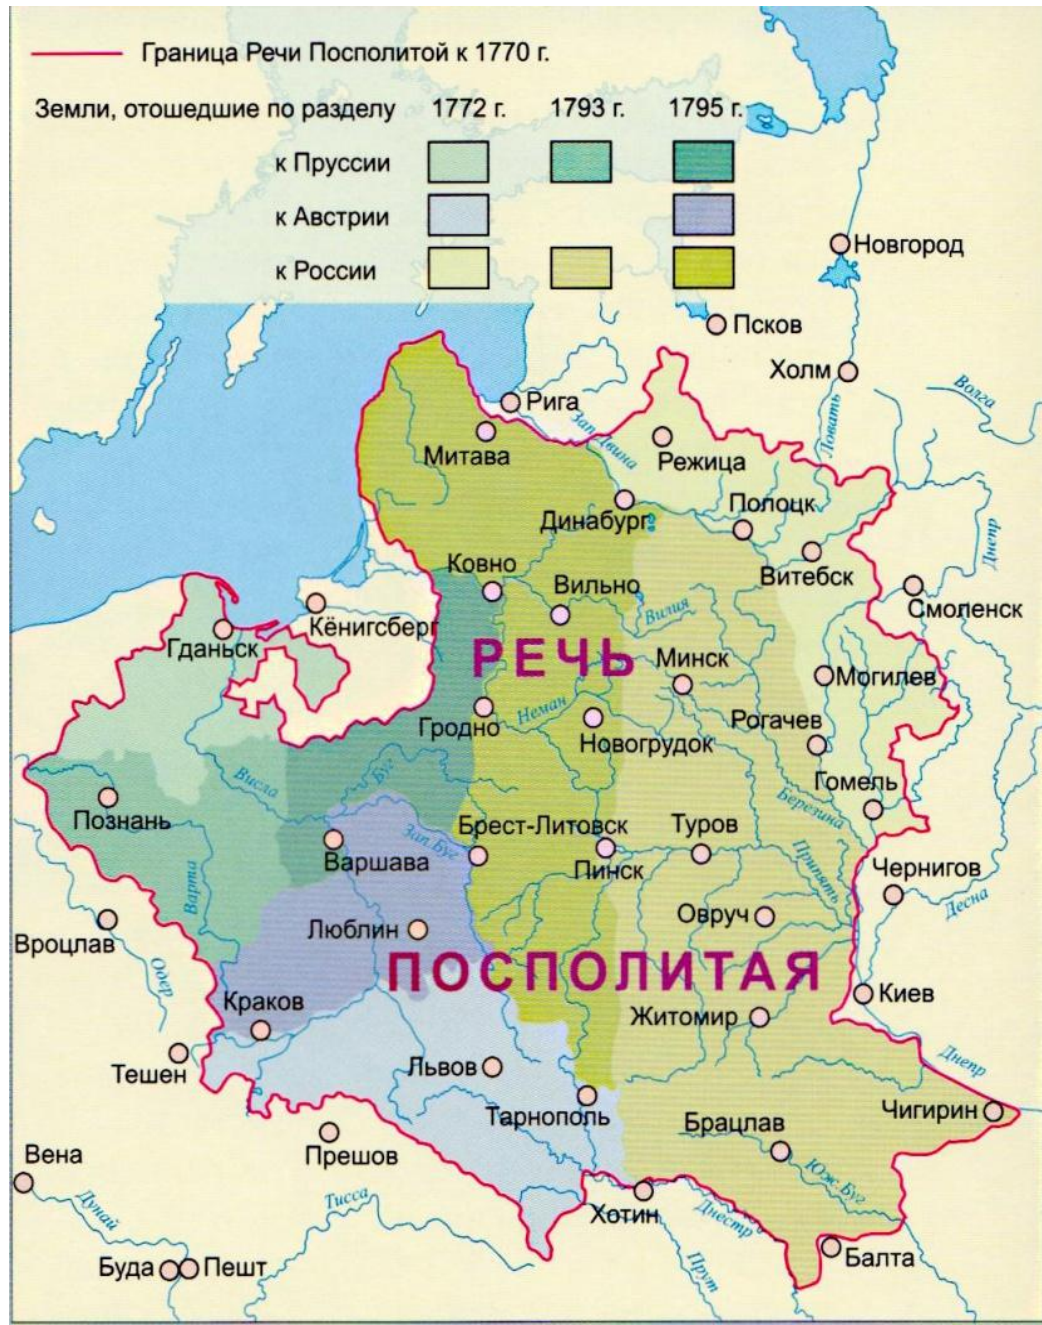 Граница Речи Посполитой к 1770 г.
Земли, отошедшие по разделу 1772 г. 1793 г. 1795 г.
к Пруссии
к Австрии
к России
Новгород
Псков
Холм
Волга
Ловать
Рига
Зап. Двина
Митава
Режица
Динабург
Полоцк
Днепр
Витебск
Ковно
Вильно
Вилия
Смоленск
Кёнигсберг
Гданьск
РЕЧЬ
Минск
Могилев
Гродно
Неман
Новогрудок
Рогачев
Висла
Буг
Гомель
Березина
Познань
Варшава
Зап. Буг
Брест-Литовск
Пинск
Туров
Припять
Чернигов
Десна
Варта
Вроцлав
Одер
Люблин
Овруч
ПОСПОЛИТАЯ
Краков
Киев
Житомир
Тешен
Львов
Днепр
Тарнополь
Чигирин
Брацлав
Прешов
Вена
Дунай
Тисса
Хотин
Днестр
Юж. Буг
Балта
Прут
Буда
Пешт